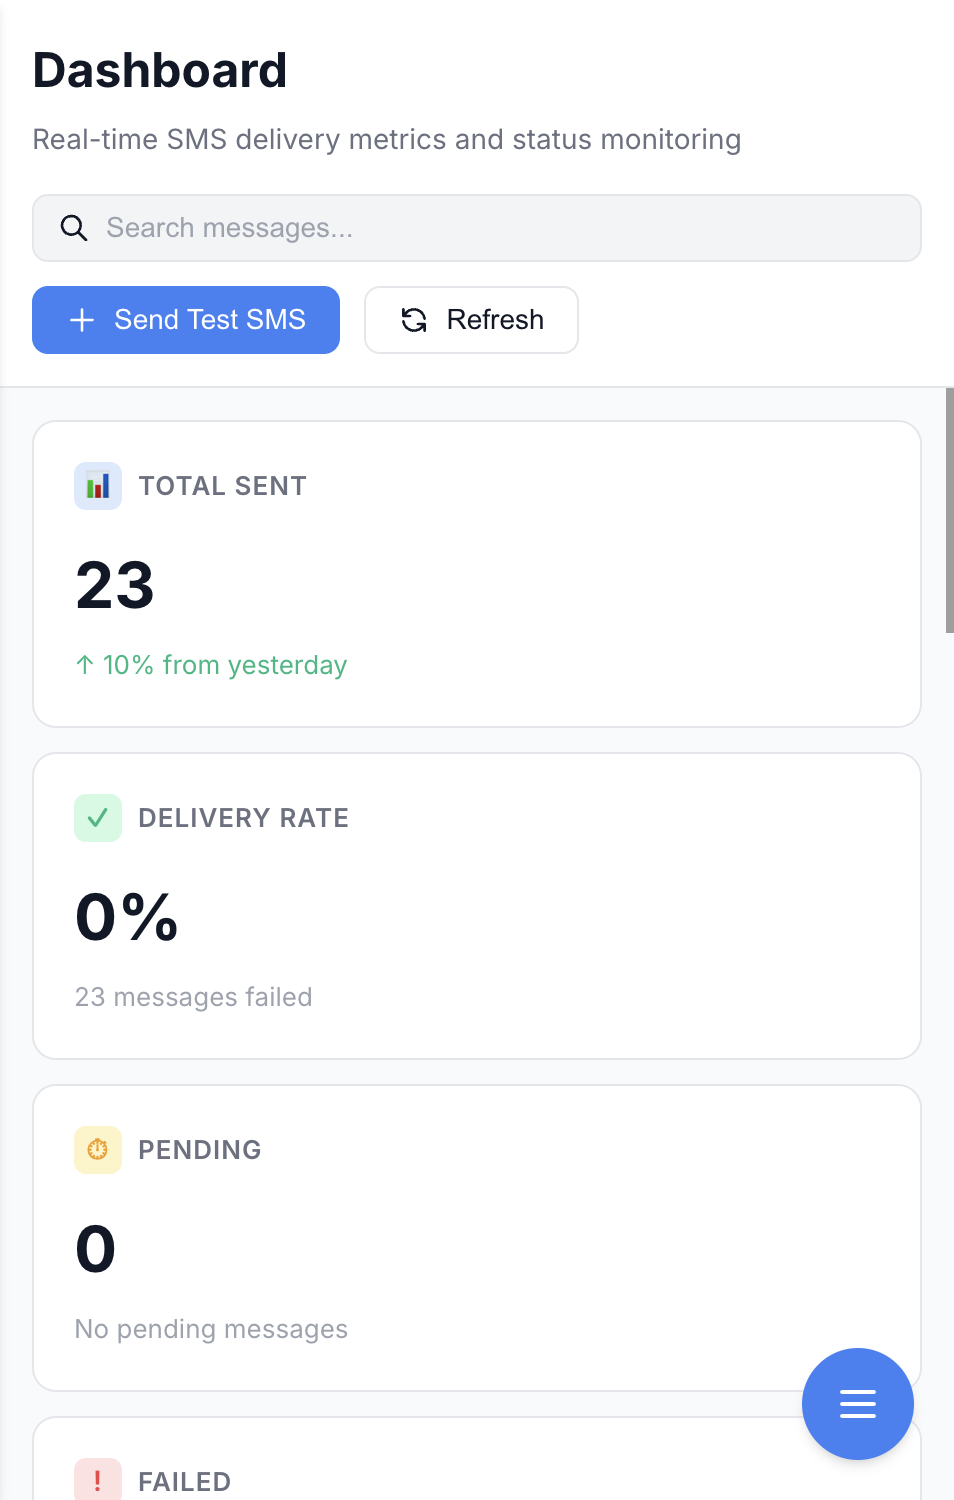 Dashboard
Real-time SMS delivery metrics and status monitoring
Search messages...
Send Test SMS
Refresh
TOTAL SENT
23
↑ 10% from yesterday
DELIVERY RATE
0%
23 messages failed
PENDING
0
No pending messages
FAILED